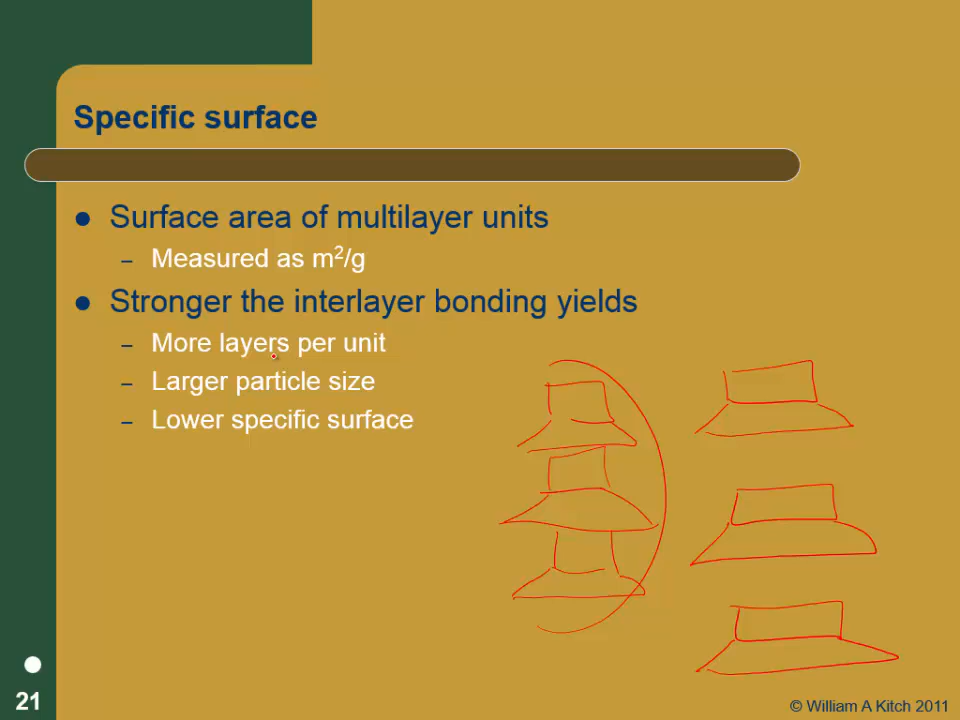 Specific surface
Surface area of multilayer units
– Measured as m²/g
Stronger the interlayer bonding yields
– More layers per unit
– Larger particle size
– Lower specific surface
21
© William A Kitch 2011